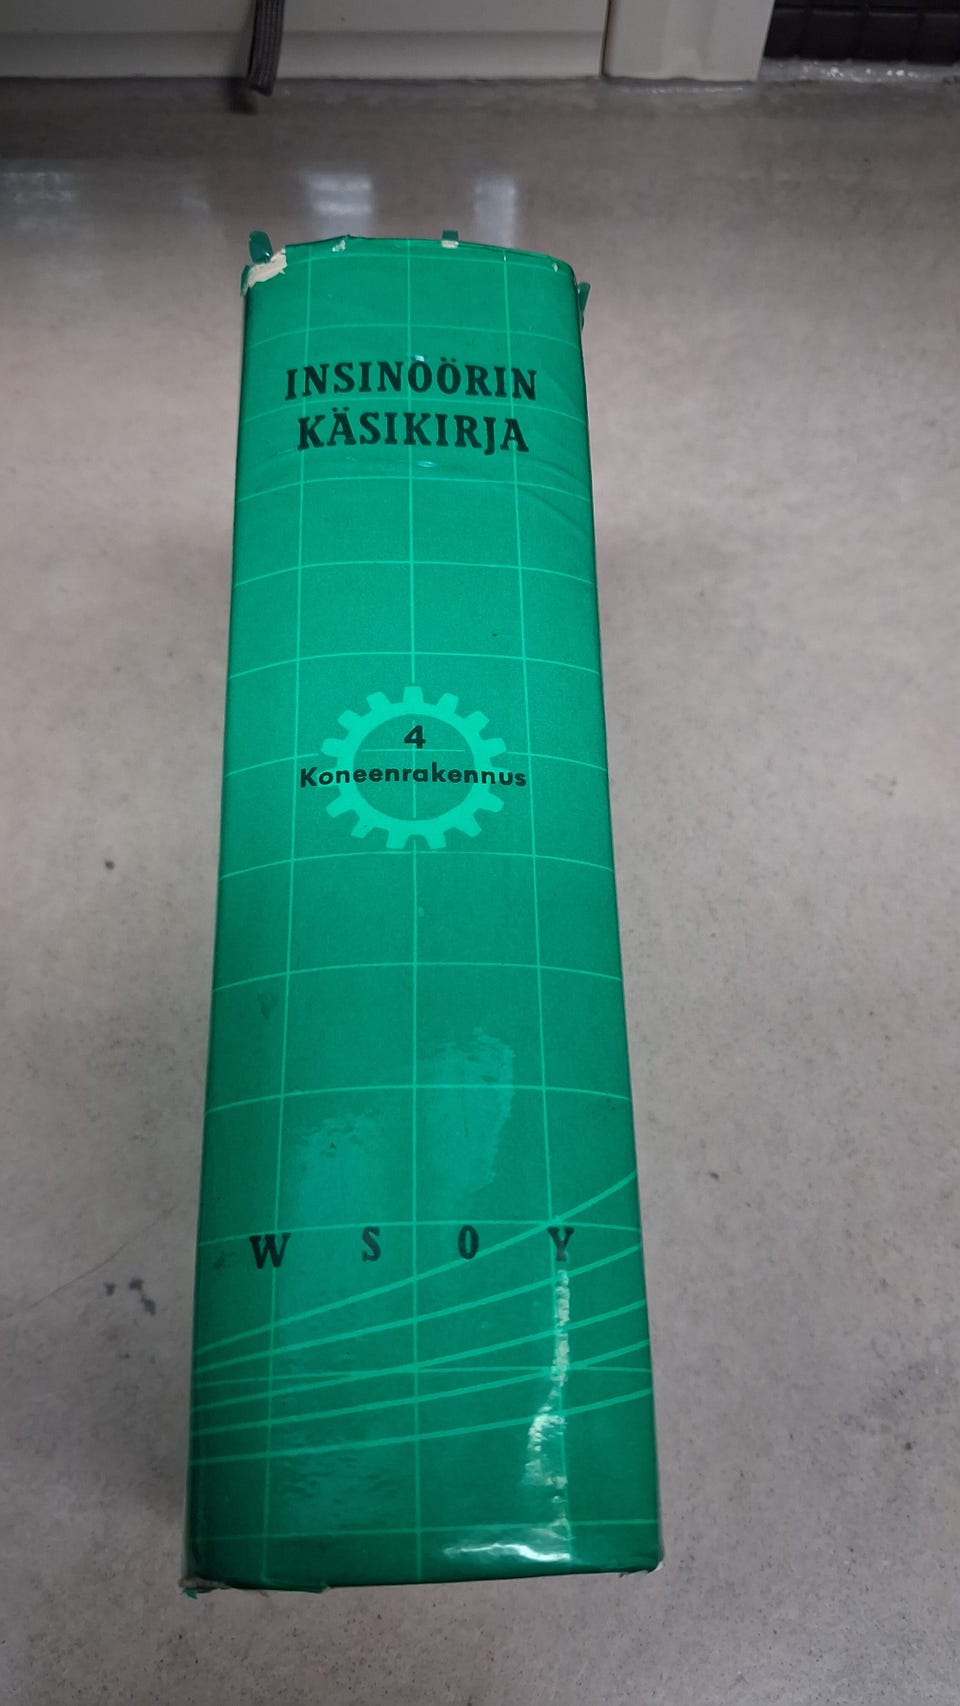 INSINÖÖRIN
KÄSIKIRJA
4
Koneenrakennus
WSOY